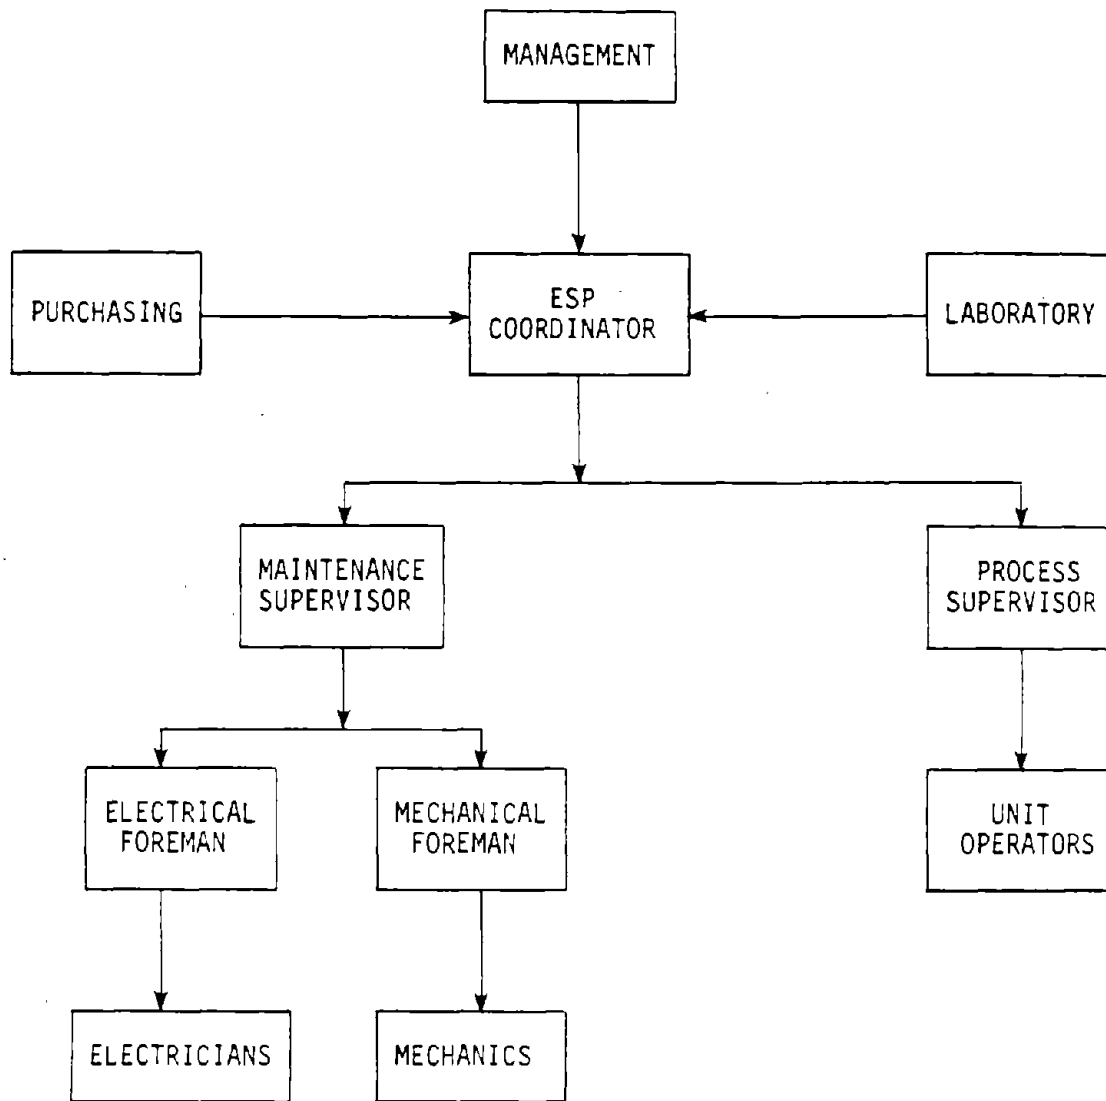 MANAGEMENT
PURCHASING
ESP
COORDINATOR
LABORATORY
MAINTENANCE
SUPERVISOR
PROCESS
SUPERVISOR
ELECTRICAL
FOREMAN
MECHANICAL
FOREMAN
UNIT
OPERATORS
ELECTRICIANS
MECHANICS